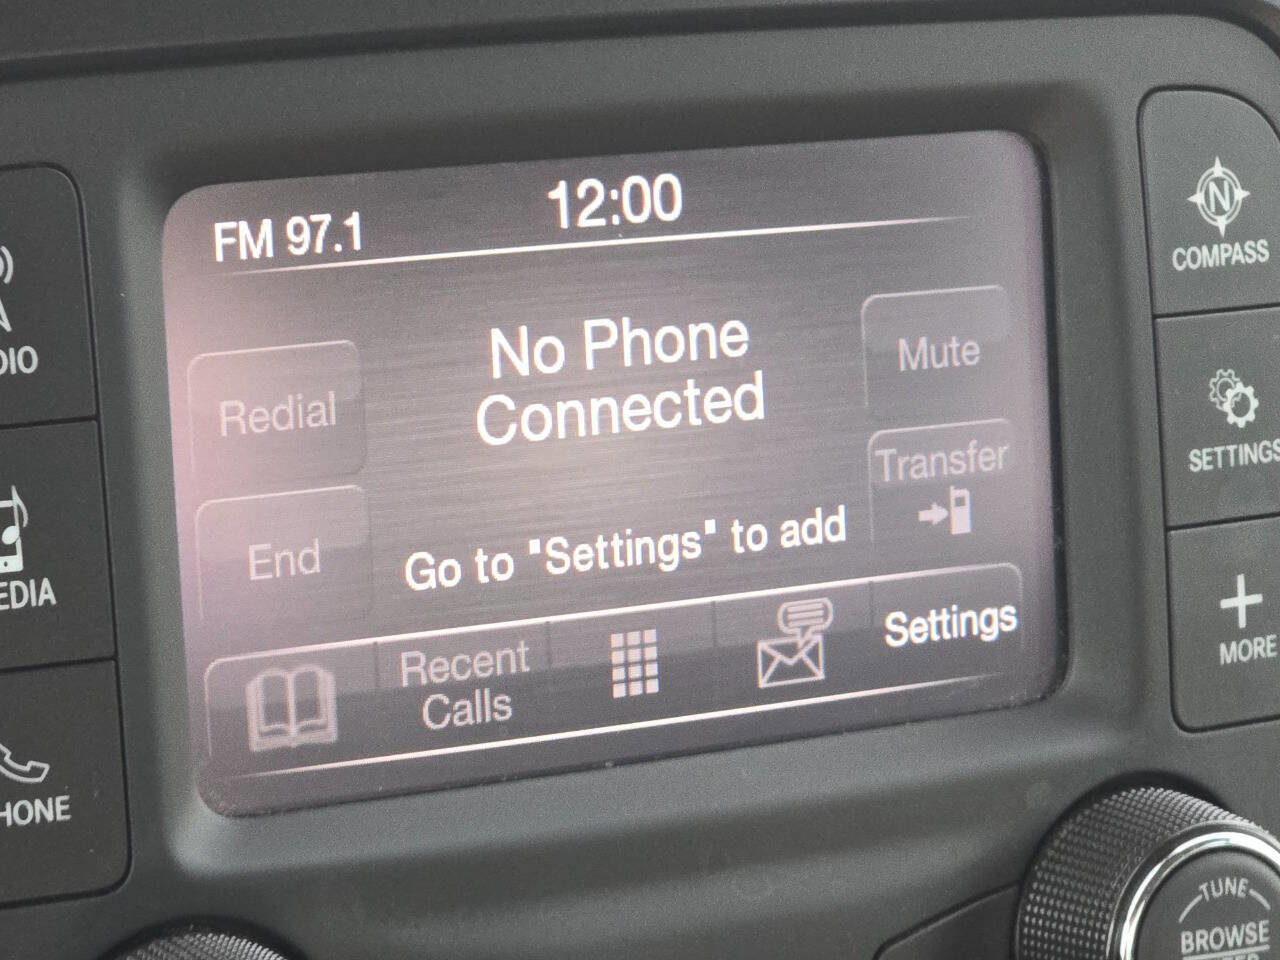 FM 97.1
12:00
No Phone
Connected
Redial
Mute
End
Transfer
Go to "Settings" to add
Recent
Calls
Settings
DIO
EDIA
HONE
N
COMPASS
SETTINGS
MORE
TUNE
BROWSE